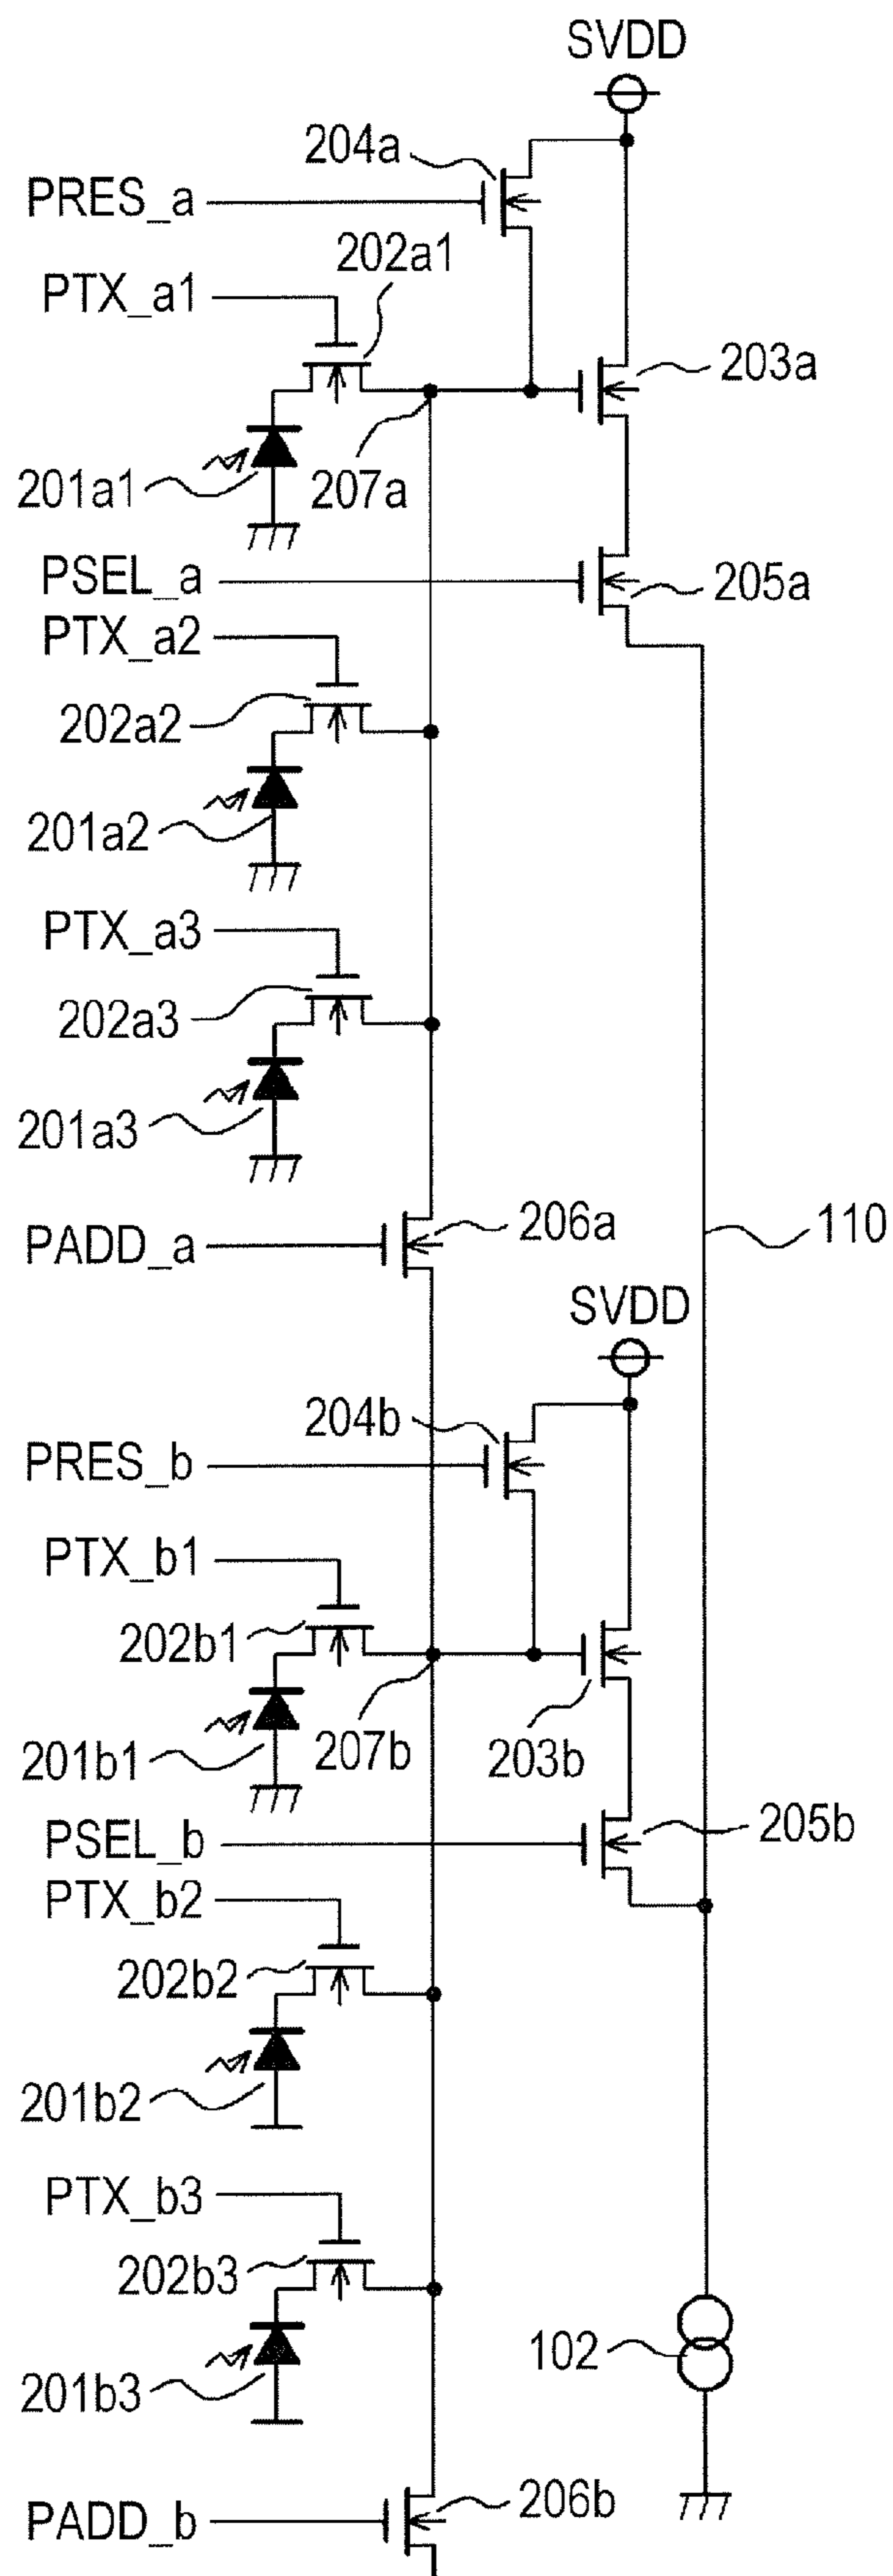 SVDD
204a
PRES_a
202a1
PTX_a1
203a
201a1
207a
PSEL_a
205a
PTX_a2
202a2
201a2
PTX_a3
202a3
201a3
206a
110
PADD_a
SVDD
204b
PRES_b
PTX_b1
202b1
201b1
207b
203b
PSEL_b
205b
PTX_b2
202b2
201b2
PTX_b3
202b3
102
201b3
206b
PADD_b